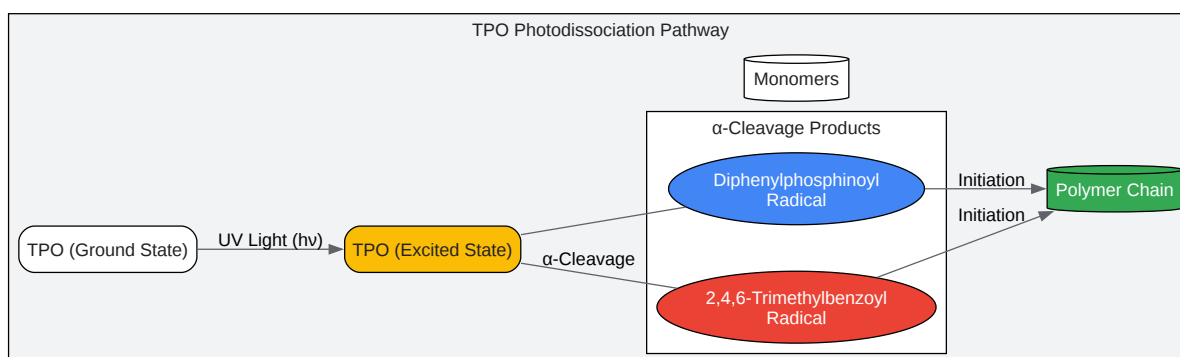 TPO Photodissociation Pathway
Monomers
α-Cleavage Products
Diphenylphosphinoyl
Radical
Initiation
Polymer Chain
Initiation
TPO (Ground State)
UV Light (hν)
TPO (Excited State)
α-Cleavage
2,4,6-Trimethylbenzoyl
Radical